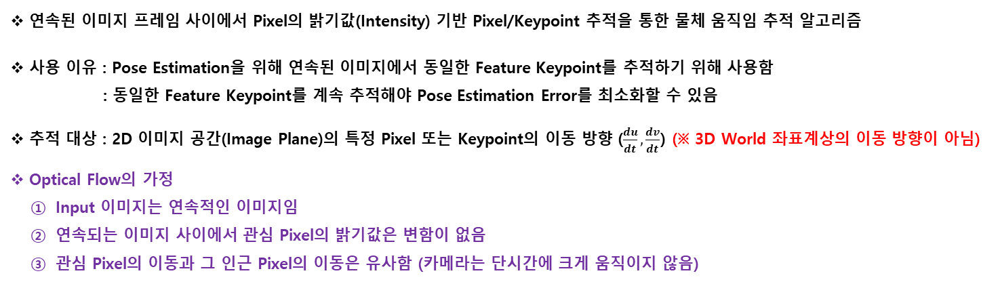 ❖ 연속된 이미지 프레임 사이에서 Pixel의 밝기값(Intensity) 기반 Pixel/Keypoint 추적을 통한 물체 움직임 추적 알고리즘
❖ 사용 이유 : Pose Estimation을 위해 연속된 이미지에서 동일한 Feature Keypoint를 추적하기 위해 사용함
: 동일한 Feature Keypoint를 계속 추적해야 Pose Estimation Error를 최소화할 수 있음
❖ 추적 대상 : 2D 이미지 공간(Image Plane)의 특정 Pixel 또는 Keypoint의 이동 방향 (du/dt, dv/dt) (※ 3D World 좌표계상의 이동 방향이 아님)
❖ Optical Flow의 가정
① Input 이미지는 연속적인 이미지임
② 연속되는 이미지 사이에서 관심 Pixel의 밝기값은 변함이 없음
③ 관심 Pixel의 이동과 그 인근 Pixel의 이동은 유사함 (카메라는 단시간에 크게 움직이지 않음)